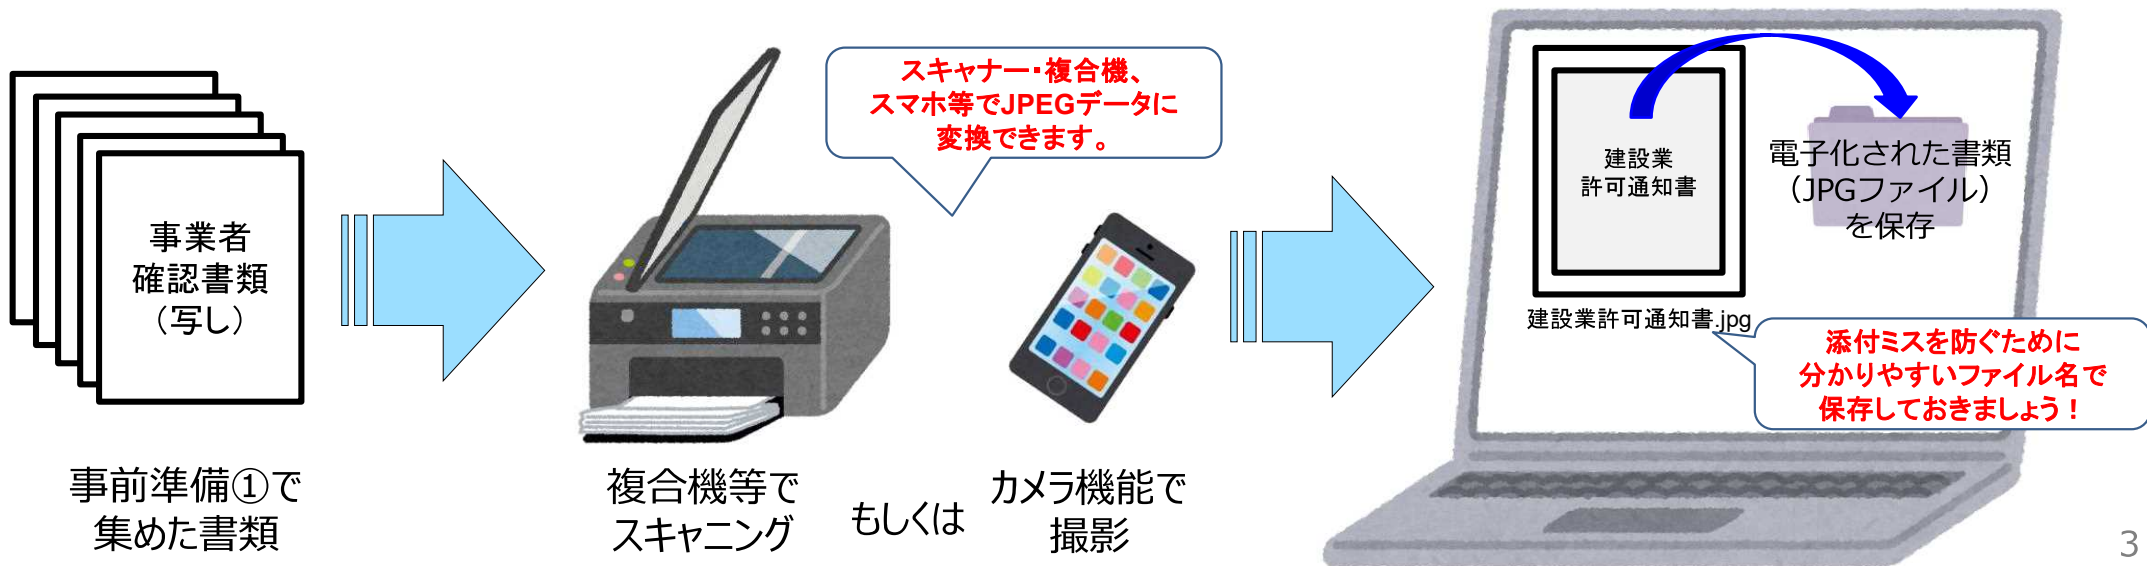 事業者
確認書類
（写し）
事前準備①で
集めた書類
スキャナー・複合機、
スマホ等でJPEGデータに
変換できます。
複合機等で
スキャニング
もしくは
カメラ機能で
撮影
建設業
許可通知書
建設業許可通知書.jpg
電子化された書類
（JPGファイル）
を保存
添付ミスを防ぐために
分かりやすいファイル名で
保存しておきましょう！
3